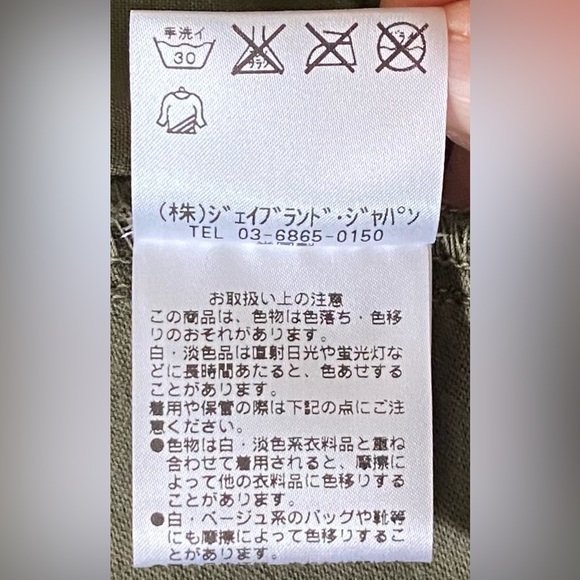 手洗イ
30
エンソ
サラシ
ドライ
(株)ジェイブランド・ジャパン
TEL 03-6865-0150
お取扱い上の注意
この商品は、色物は色落ち・色移
りのおそれがあります。
白・淡色品は直射日光や蛍光灯な
どに長時間あたると、色あせする
ことがあります。
着用や保管の際は下記の点にご注
意ください。
●色物は白・淡色系衣料品と重ね
合わせて着用されると、摩擦に
よって他の衣料品に色移りする
ことがあります。
●白・ベージュ系のバッグや靴等
にも摩擦によって色移りするこ
とがあります。